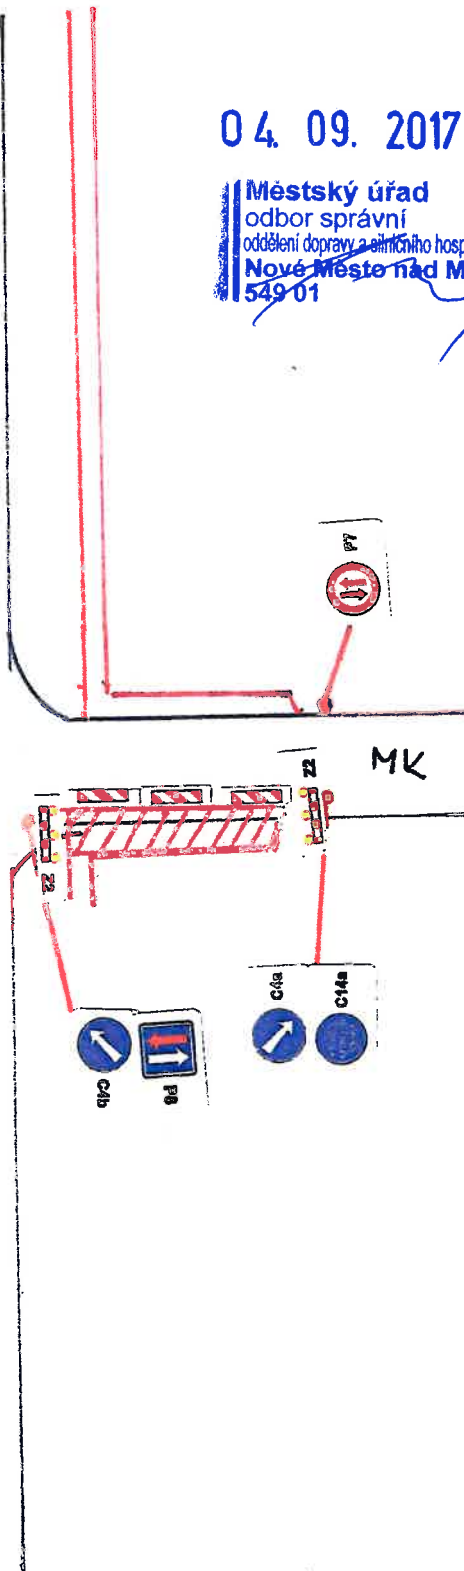 04. 09. 2017
Městský úřad
odbor správní
oddělení dopravy a silničního hosp
Nové Město nad M
549 01
P7
MK
Z2
Z2
C4a
C14a
C4b
P8